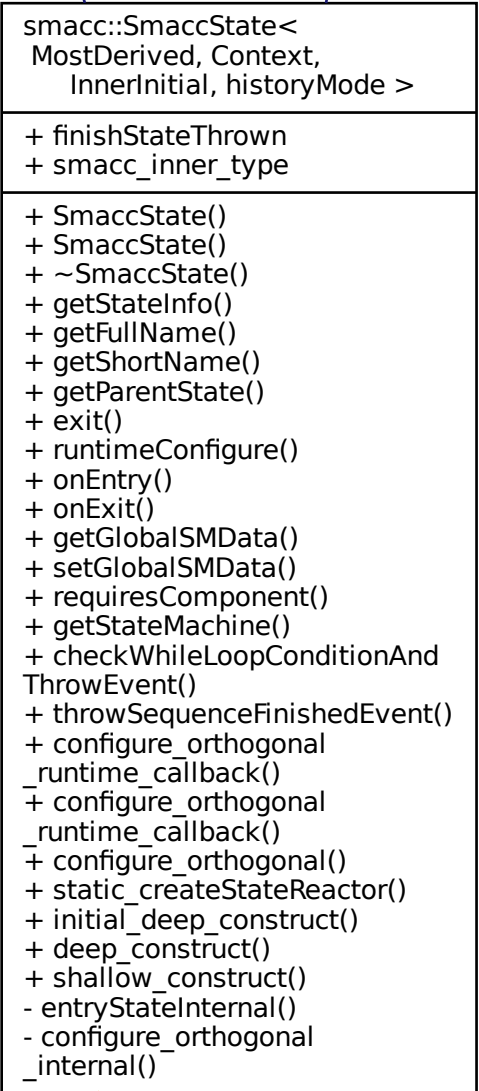 smacc::SmaccState<
MostDerived, Context,
InnerInitial, historyMode >
+ finishStateThrown
+ smacc_inner_type
+ SmaccState()
+ SmaccState()
+ ~SmaccState()
+ getStateInfo()
+ getFullName()
+ getShortName()
+ getParentState()
+ exit()
+ runtimeConfigure()
+ onEntry()
+ onExit()
+ getGlobalSMData()
+ setGlobalSMData()
+ requiresComponent()
+ getStateMachine()
+ checkWhileLoopConditionAnd
ThrowEvent()
+ throwSequenceFinishedEvent()
+ configure_orthogonal
_runtime_callback()
+ configure_orthogonal
_runtime_callback()
+ configure_orthogonal()
+ static_createStateReactor()
+ initial_deep_construct()
+ deep_construct()
+ shallow_construct()
- entryStateInternal()
- configure_orthogonal
_internal()